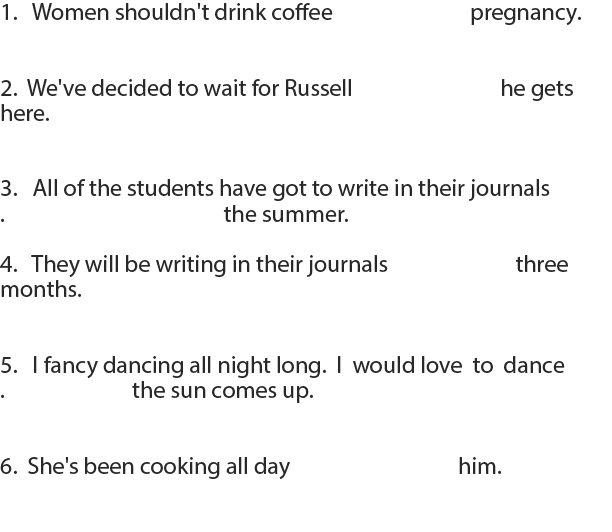 1. Women shouldn't drink coffee pregnancy.
2. We've decided to wait for Russell he gets
here.
3. All of the students have got to write in their journals
. the summer.
4. They will be writing in their journals three
months.
5. I fancy dancing all night long. I would love to dance
. the sun comes up.
6. She's been cooking all day him.